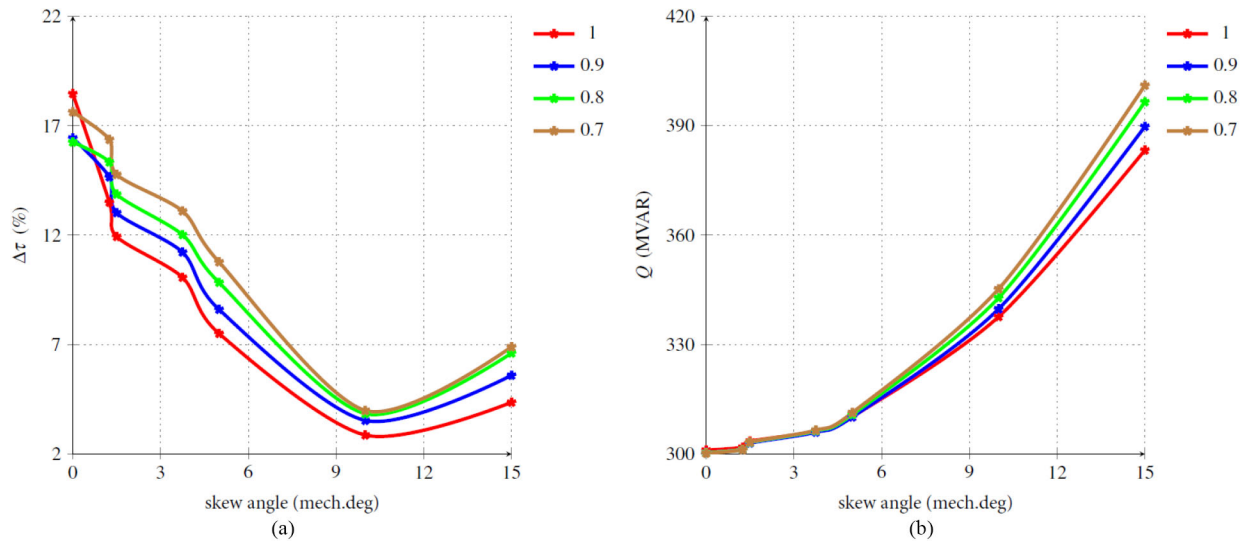 22
17
12
7
2
Δτ (%)
0 3 6 9 12 15
skew angle (mech.deg)
1
0.9
0.8
0.7
(a)
420
390
360
330
300
Q (MVAR)
0 3 6 9 12 15
skew angle (mech.deg)
1
0.9
0.8
0.7
(b)